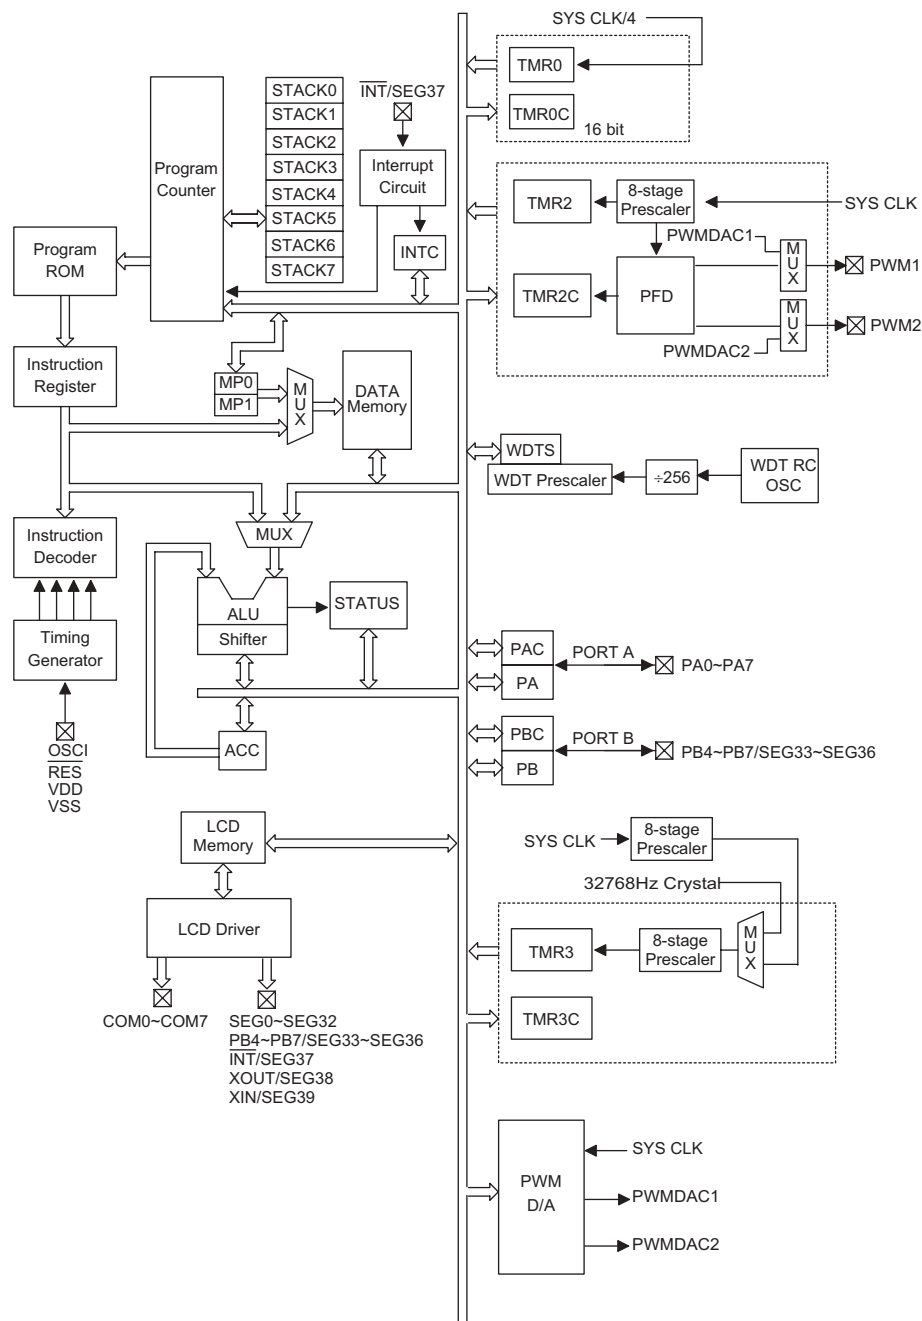 SYS CLK/4
TMR0
TMR0C
16 bit
STACK0
STACK1
STACK2
STACK3
STACK4
STACK5
STACK6
STACK7
INT/SEG37
Program
Counter
Interrupt
Circuit
INTC
Program
ROM
Instruction
Register
MP0
MP1
MUX
DATA
Memory
TMR2
8-stage
Prescaler
SYS CLK
PWMDAC1
MUX
PWM1
TMR2C
PFD
MUX
PWM2
PWMDAC2
WDTS
WDT Prescaler
÷256
WDT RC
OSC
Instruction
Decoder
MUX
ALU
Shifter
STATUS
Timing
Generator
OSCI
RES
VDD
VSS
ACC
PAC
PA
PORT A
PA0~PA7
PBC
PB
PORT B
PB4~PB7/SEG33~SEG36
LCD
Memory
LCD Driver
COM0~COM7
SEG0~SEG32
PB4~PB7/SEG33~SEG36
INT/SEG37
XOUT/SEG38
XIN/SEG39
SYS CLK
8-stage
Prescaler
32768Hz Crystal
TMR3
8-stage
Prescaler
MUX
TMR3C
PWM
D/A
SYS CLK
PWMDAC1
PWMDAC2